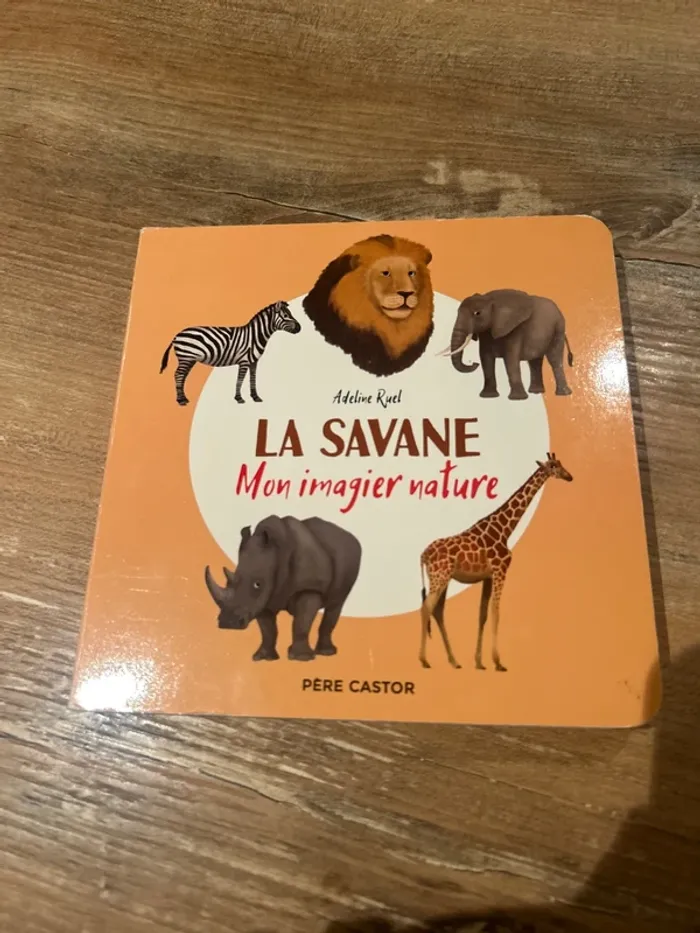 Adeline Ruel
LA SAVANE
Mon imagier nature
PÈRE CASTOR